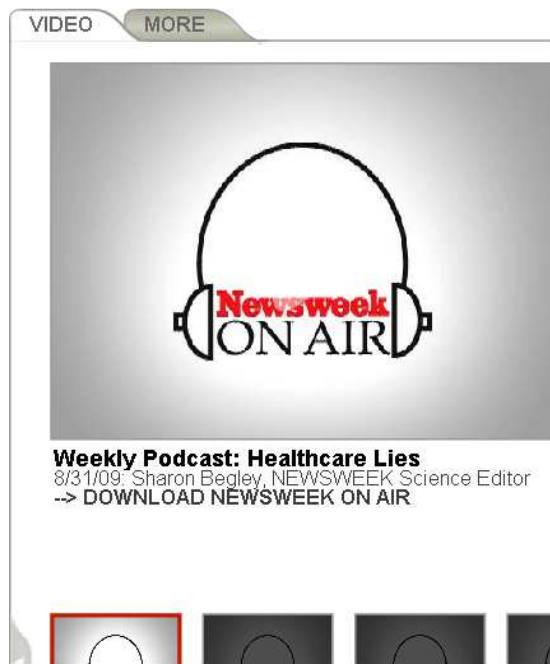 VIDEO
MORE
Newsweek
ON AIR
Weekly Podcast: Healthcare Lies
8/31/09: Sharon Begley, NEWSWEEK Science Editor
--> DOWNLOAD NEWSWEEK ON AIR